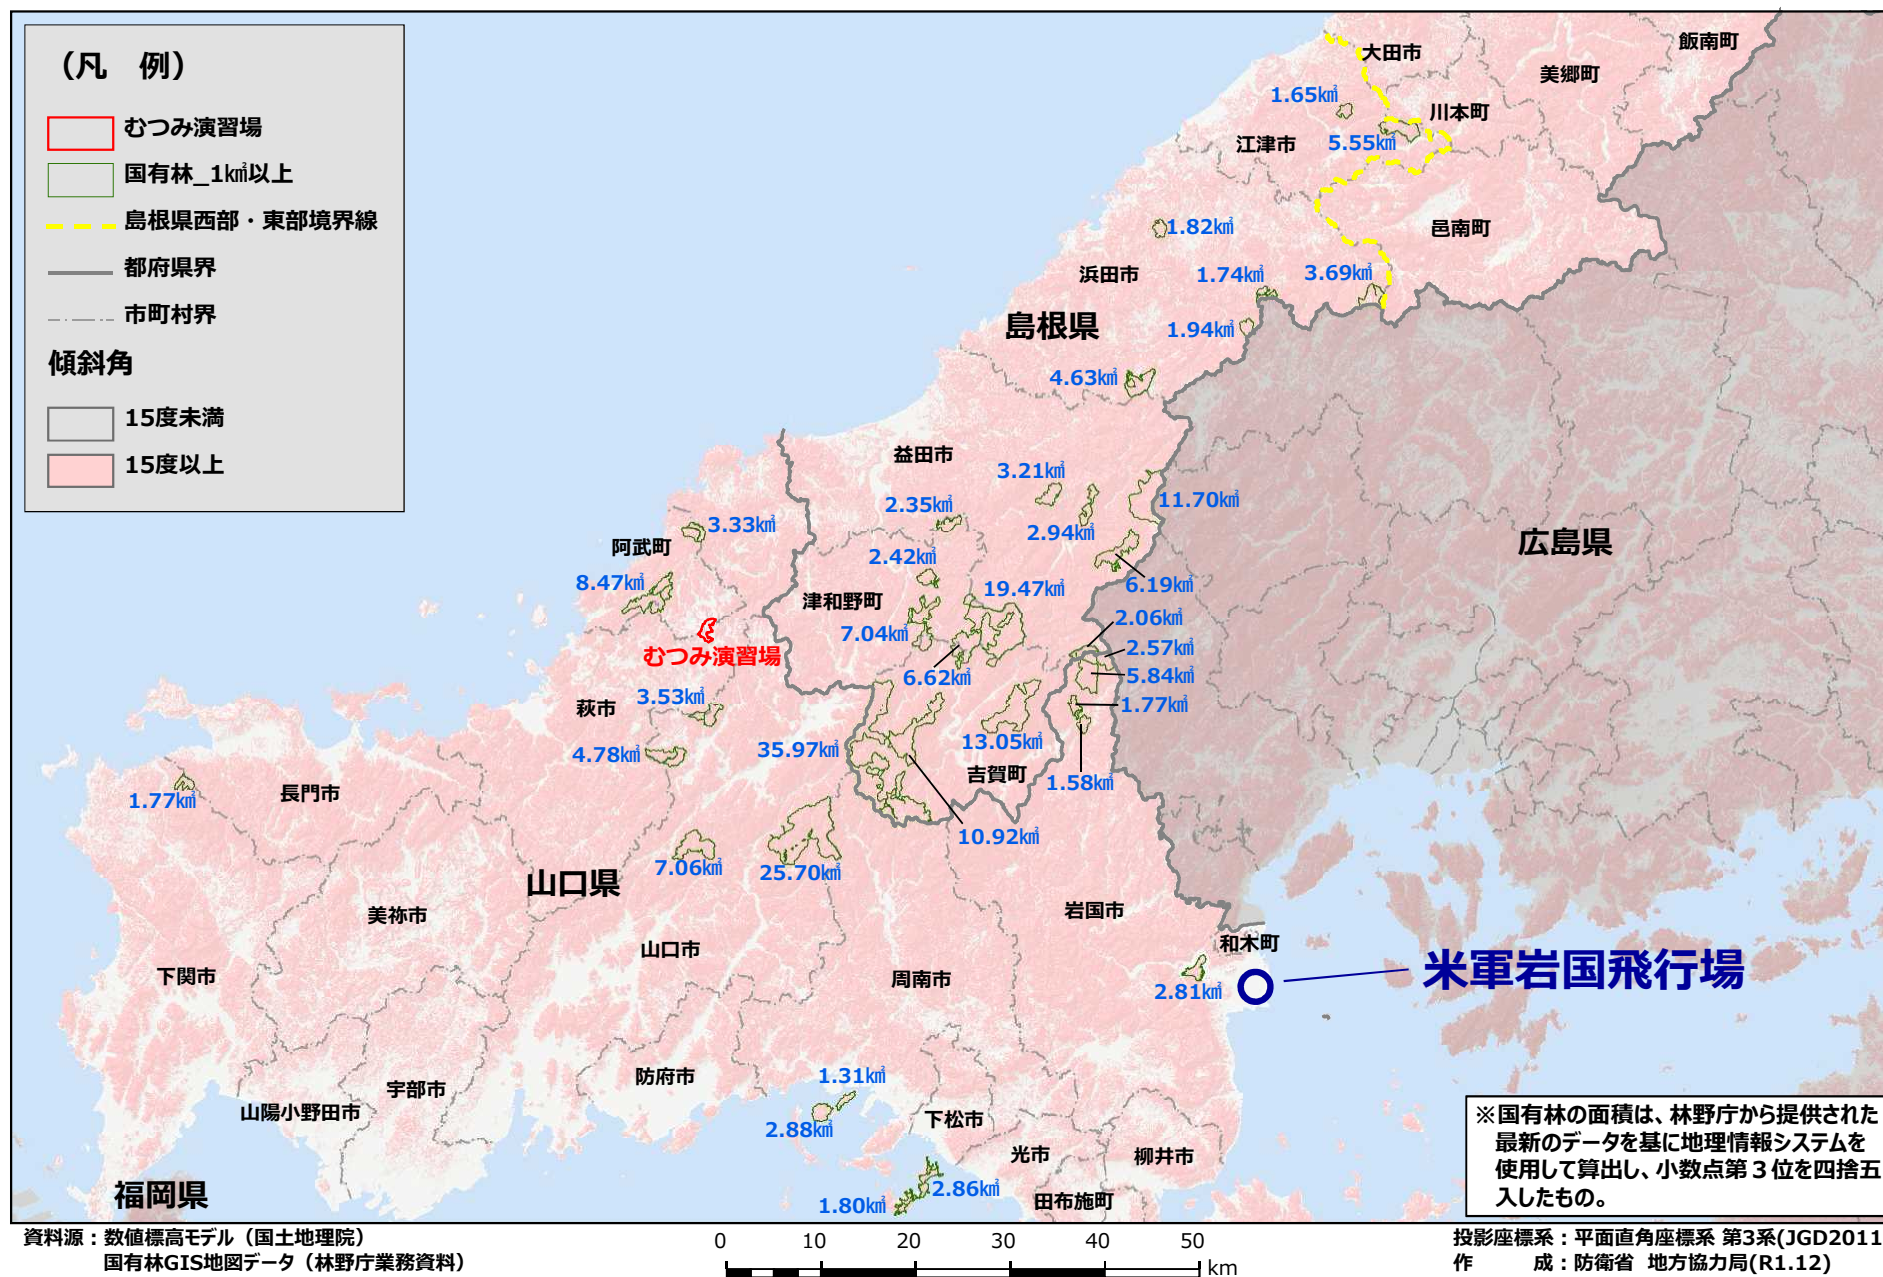 （凡　例）
むつみ演習場
国有林_1k㎡以上
島根県西部・東部境界線
都府県界
市町村界
傾斜角
15度未満
15度以上
飯南町
大田市
美郷町
1.65k㎡
川本町
江津市
5.55k㎡
1.82k㎡
邑南町
浜田市
1.74k㎡
3.69k㎡
島根県
1.94k㎡
4.63k㎡
益田市
3.21k㎡
2.35k㎡
11.70k㎡
3.33k㎡
2.94k㎡
広島県
阿武町
2.42k㎡
8.47k㎡
19.47k㎡
6.19k㎡
津和野町
2.06k㎡
7.04k㎡
むつみ演習場
2.57k㎡
6.62k㎡
5.84k㎡
3.53k㎡
萩市
1.77k㎡
4.78k㎡
35.97k㎡
13.05k㎡
吉賀町
1.58k㎡
長門市
1.77k㎡
10.92k㎡
7.06k㎡
25.70k㎡
山口県
美祢市
岩国市
和木町
山口市
米軍岩国飛行場
下関市
周南市
2.81k㎡
防府市
1.31k㎡
宇部市
山陽小野田市
下松市
2.88k㎡
光市
柳井市
福岡県
2.86k㎡
1.80k㎡
田布施町
※国有林の面積は、林野庁から提供された
最新のデータを基に地理情報システムを
使用して算出し、小数点第３位を四捨五
入したもの。
資料源：数値標高モデル（国土地理院）
国有林GIS地図データ（林野庁業務資料）
0 10 20 30 40 50
km
投影座標系：平面直角座標系 第3系(JGD2011
作　　成：防衛省 地方協力局(R1.12)